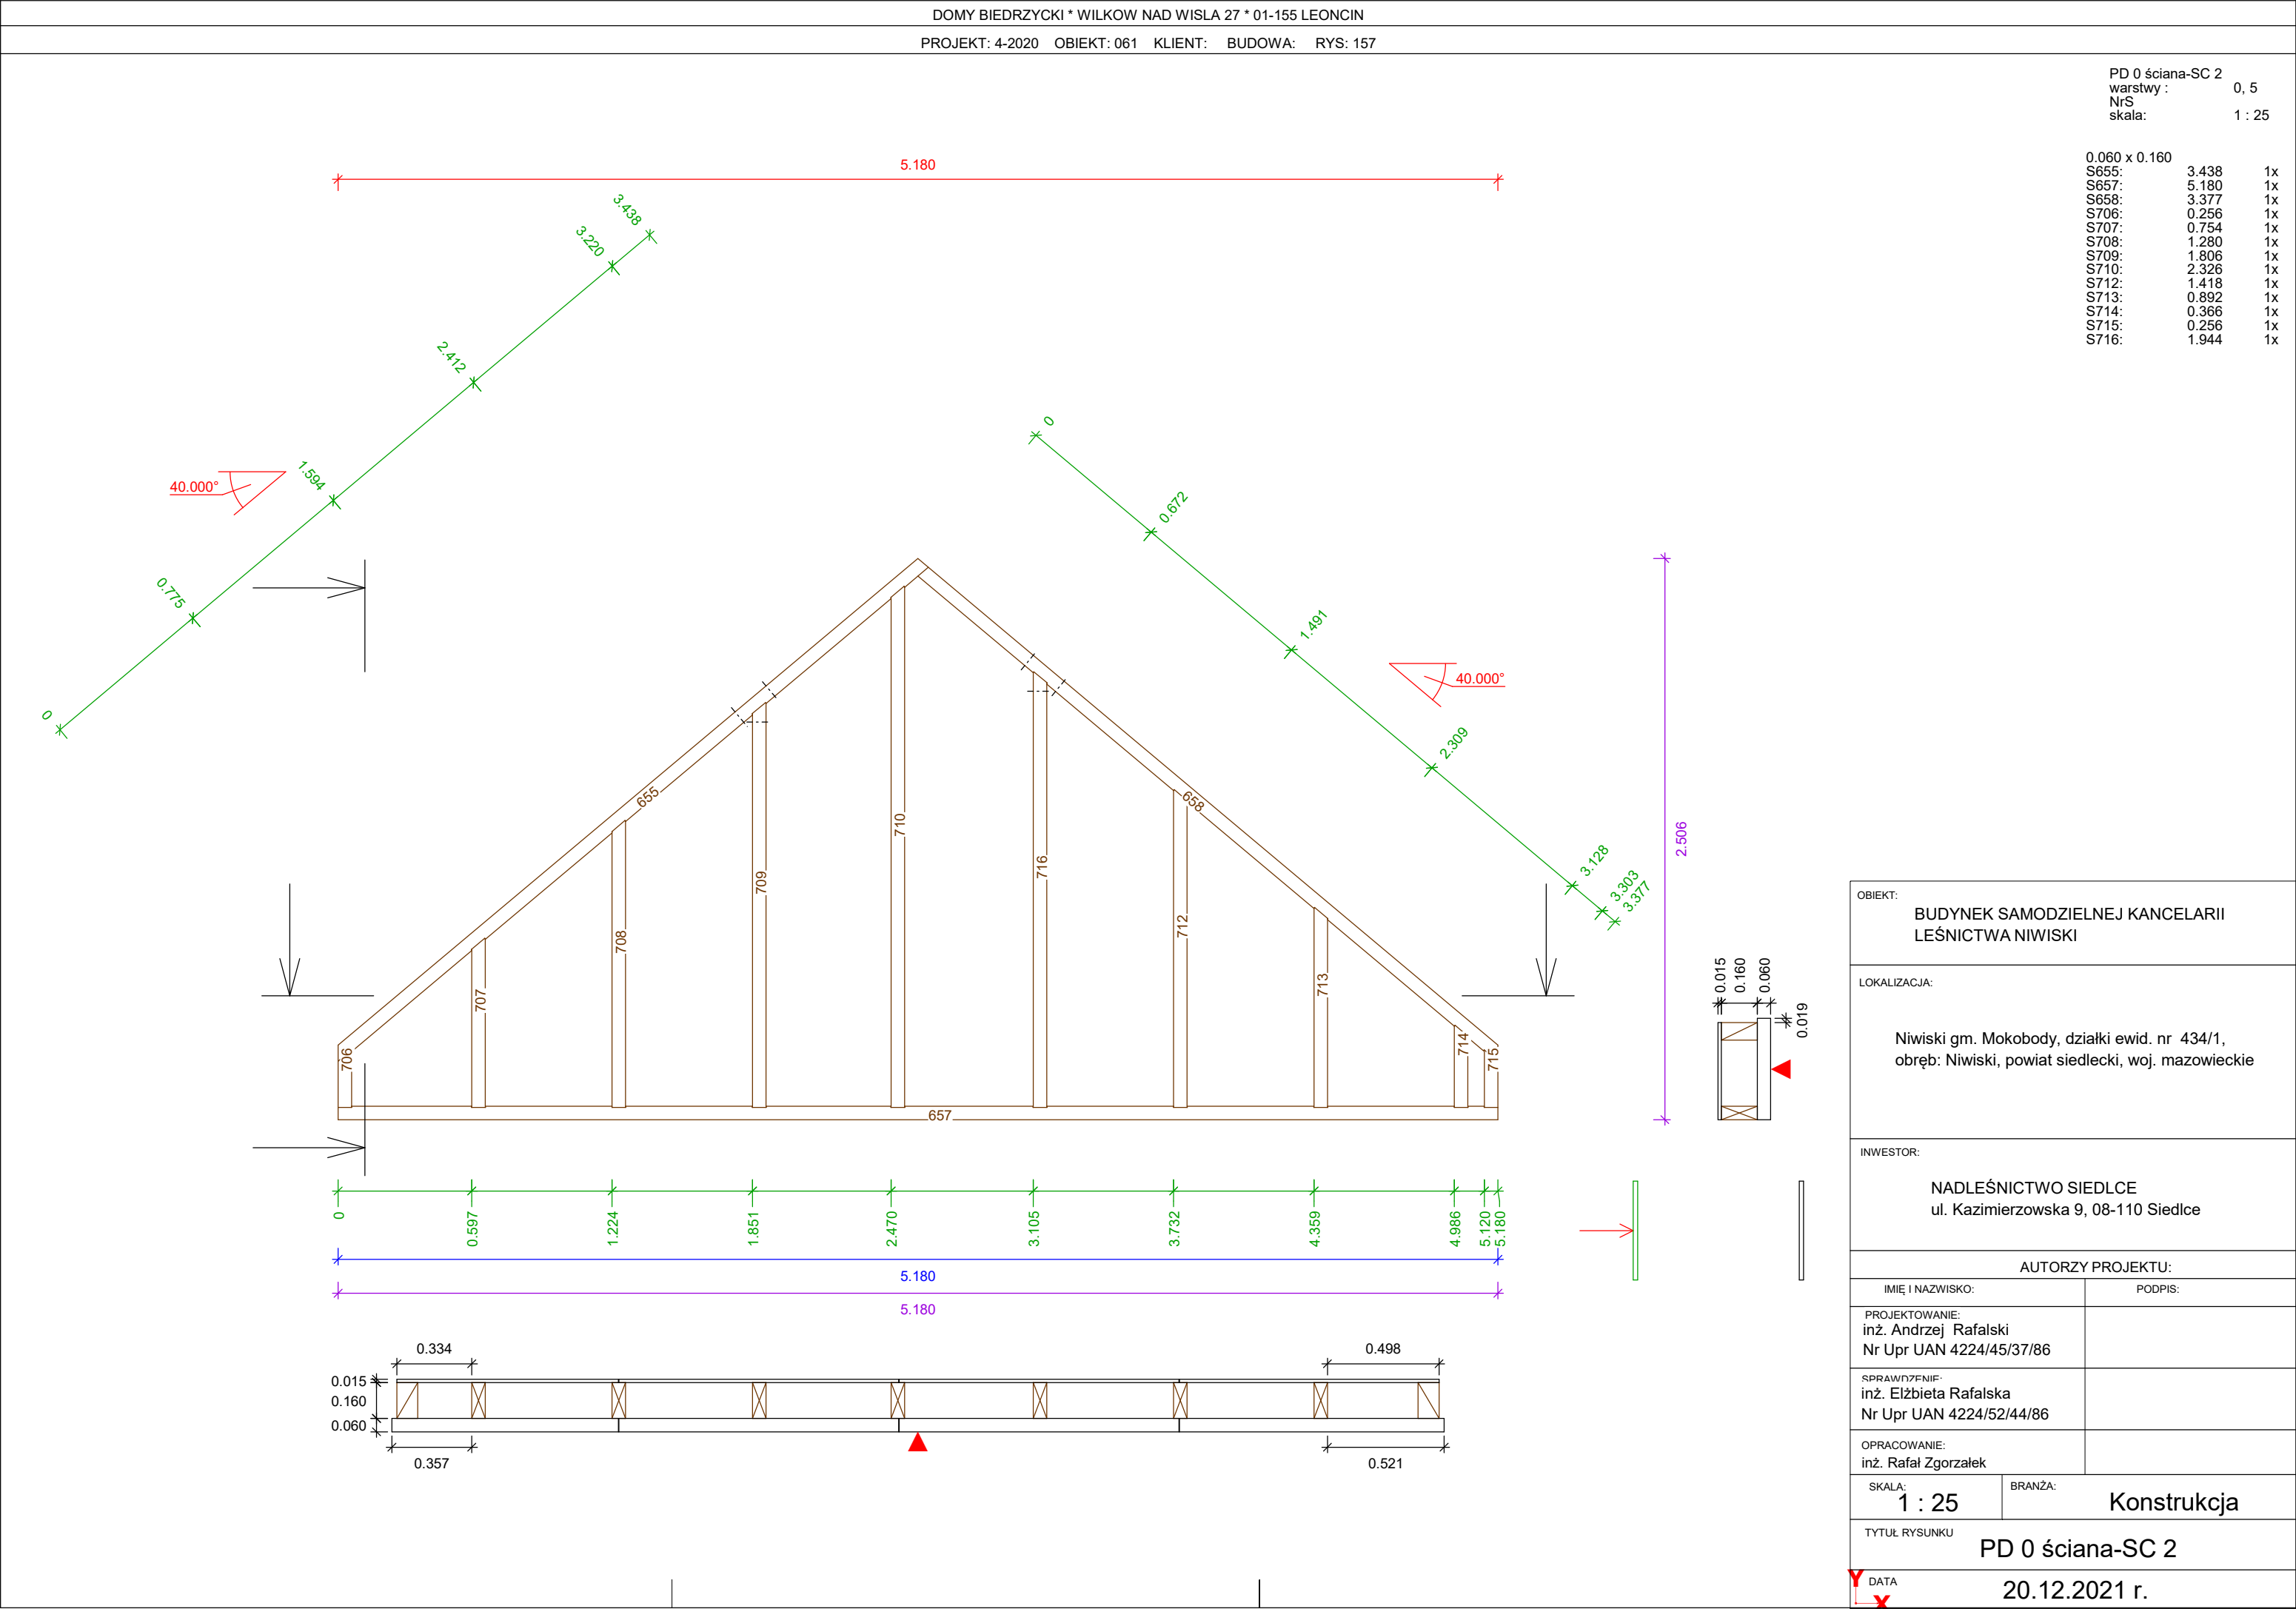 DOMY BIEDRZYCKI * WILKOW NAD WISLA 27 * 01-155 LEONCIN
PROJEKT: 4-2020 OBIEKT: 061 KLIENT: BUDOWA: RYS: 157
PD 0 ściana-SC 2
warstwy : 0, 5
NrS
skala: 1 : 25
0.060 x 0.160
S655: 3.438 1x
S657: 5.180 1x
S658: 3.377 1x
S706: 0.256 1x
S707: 0.754 1x
S708: 1.280 1x
S709: 1.806 1x
S710: 2.326 1x
S712: 1.418 1x
S713: 0.892 1x
S714: 0.366 1x
S715: 0.256 1x
S716: 1.944 1x
5.180
3.438
3.220
2.412
1.594
0.775
0
40.000°
0
0.672
1.491
2.309
3.128
3.303
3.377
40.000°
2.506
655
658
710
716
709
712
708
713
707
714
706
715
657
0.015
0.160
0.060
0.019
0
0.597
1.224
1.851
2.470
3.105
3.732
4.359
4.986
5.120
5.180
5.180
5.180
0.334
0.498
0.015
0.160
0.060
0.357
0.521
OBIEKT:
BUDYNEK SAMODZIELNEJ KANCELARII
LEŚNICTWA NIWISKI
LOKALIZACJA:
Niwiski gm. Mokobody, działki ewid. nr 434/1,
obręb: Niwiski, powiat siedlecki, woj. mazowieckie
INWESTOR:
NADLEŚNICTWO SIEDLCE
ul. Kazimierzowska 9, 08-110 Siedlce
AUTORZY PROJEKTU:
IMIĘ I NAZWISKO: PODPIS:
PROJEKTOWANIE:
inż. Andrzej Rafalski
Nr Upr UAN 4224/45/37/86
SPRAWDZENIE:
inż. Elżbieta Rafalska
Nr Upr UAN 4224/52/44/86
OPRACOWANIE:
inż. Rafał Zgorzałek
SKALA:
1 : 25
BRANŻA:
Konstrukcja
TYTUŁ RYSUNKU
PD 0 ściana-SC 2
DATA
20.12.2021 r.
Y
X